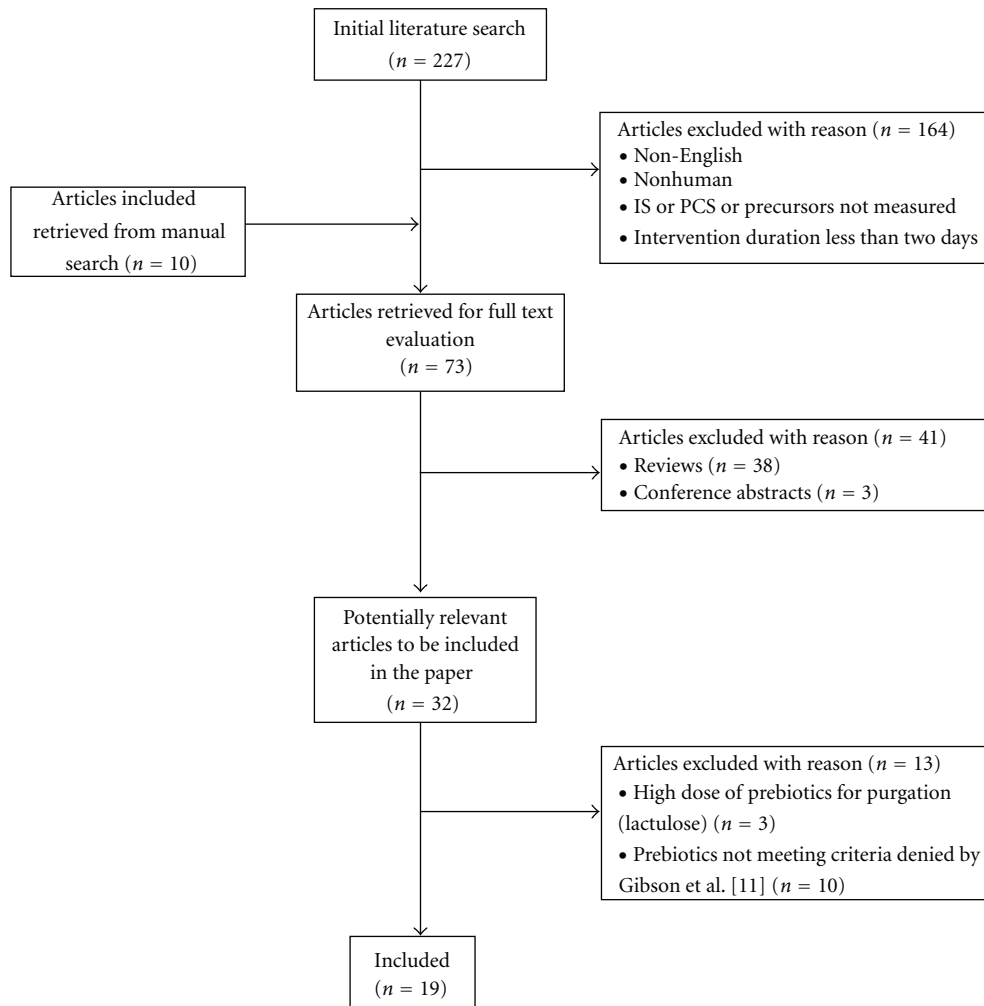 Initial literature search
(n = 227)
Articles excluded with reason (n = 164)
• Non-English
• Nonhuman
• IS or PCS or precursors not measured
• Intervention duration less than two days
Articles included
retrieved from manual
search (n = 10)
Articles retrieved for full text
evaluation
(n = 73)
Articles excluded with reason (n = 41)
• Reviews (n = 38)
• Conference abstracts (n = 3)
Potentially relevant
articles to be included
in the paper
(n = 32)
Articles excluded with reason (n = 13)
• High dose of prebiotics for purgation
(lactulose) (n = 3)
• Prebiotics not meeting criteria denied by
Gibson et al. [11] (n = 10)
Included
(n = 19)